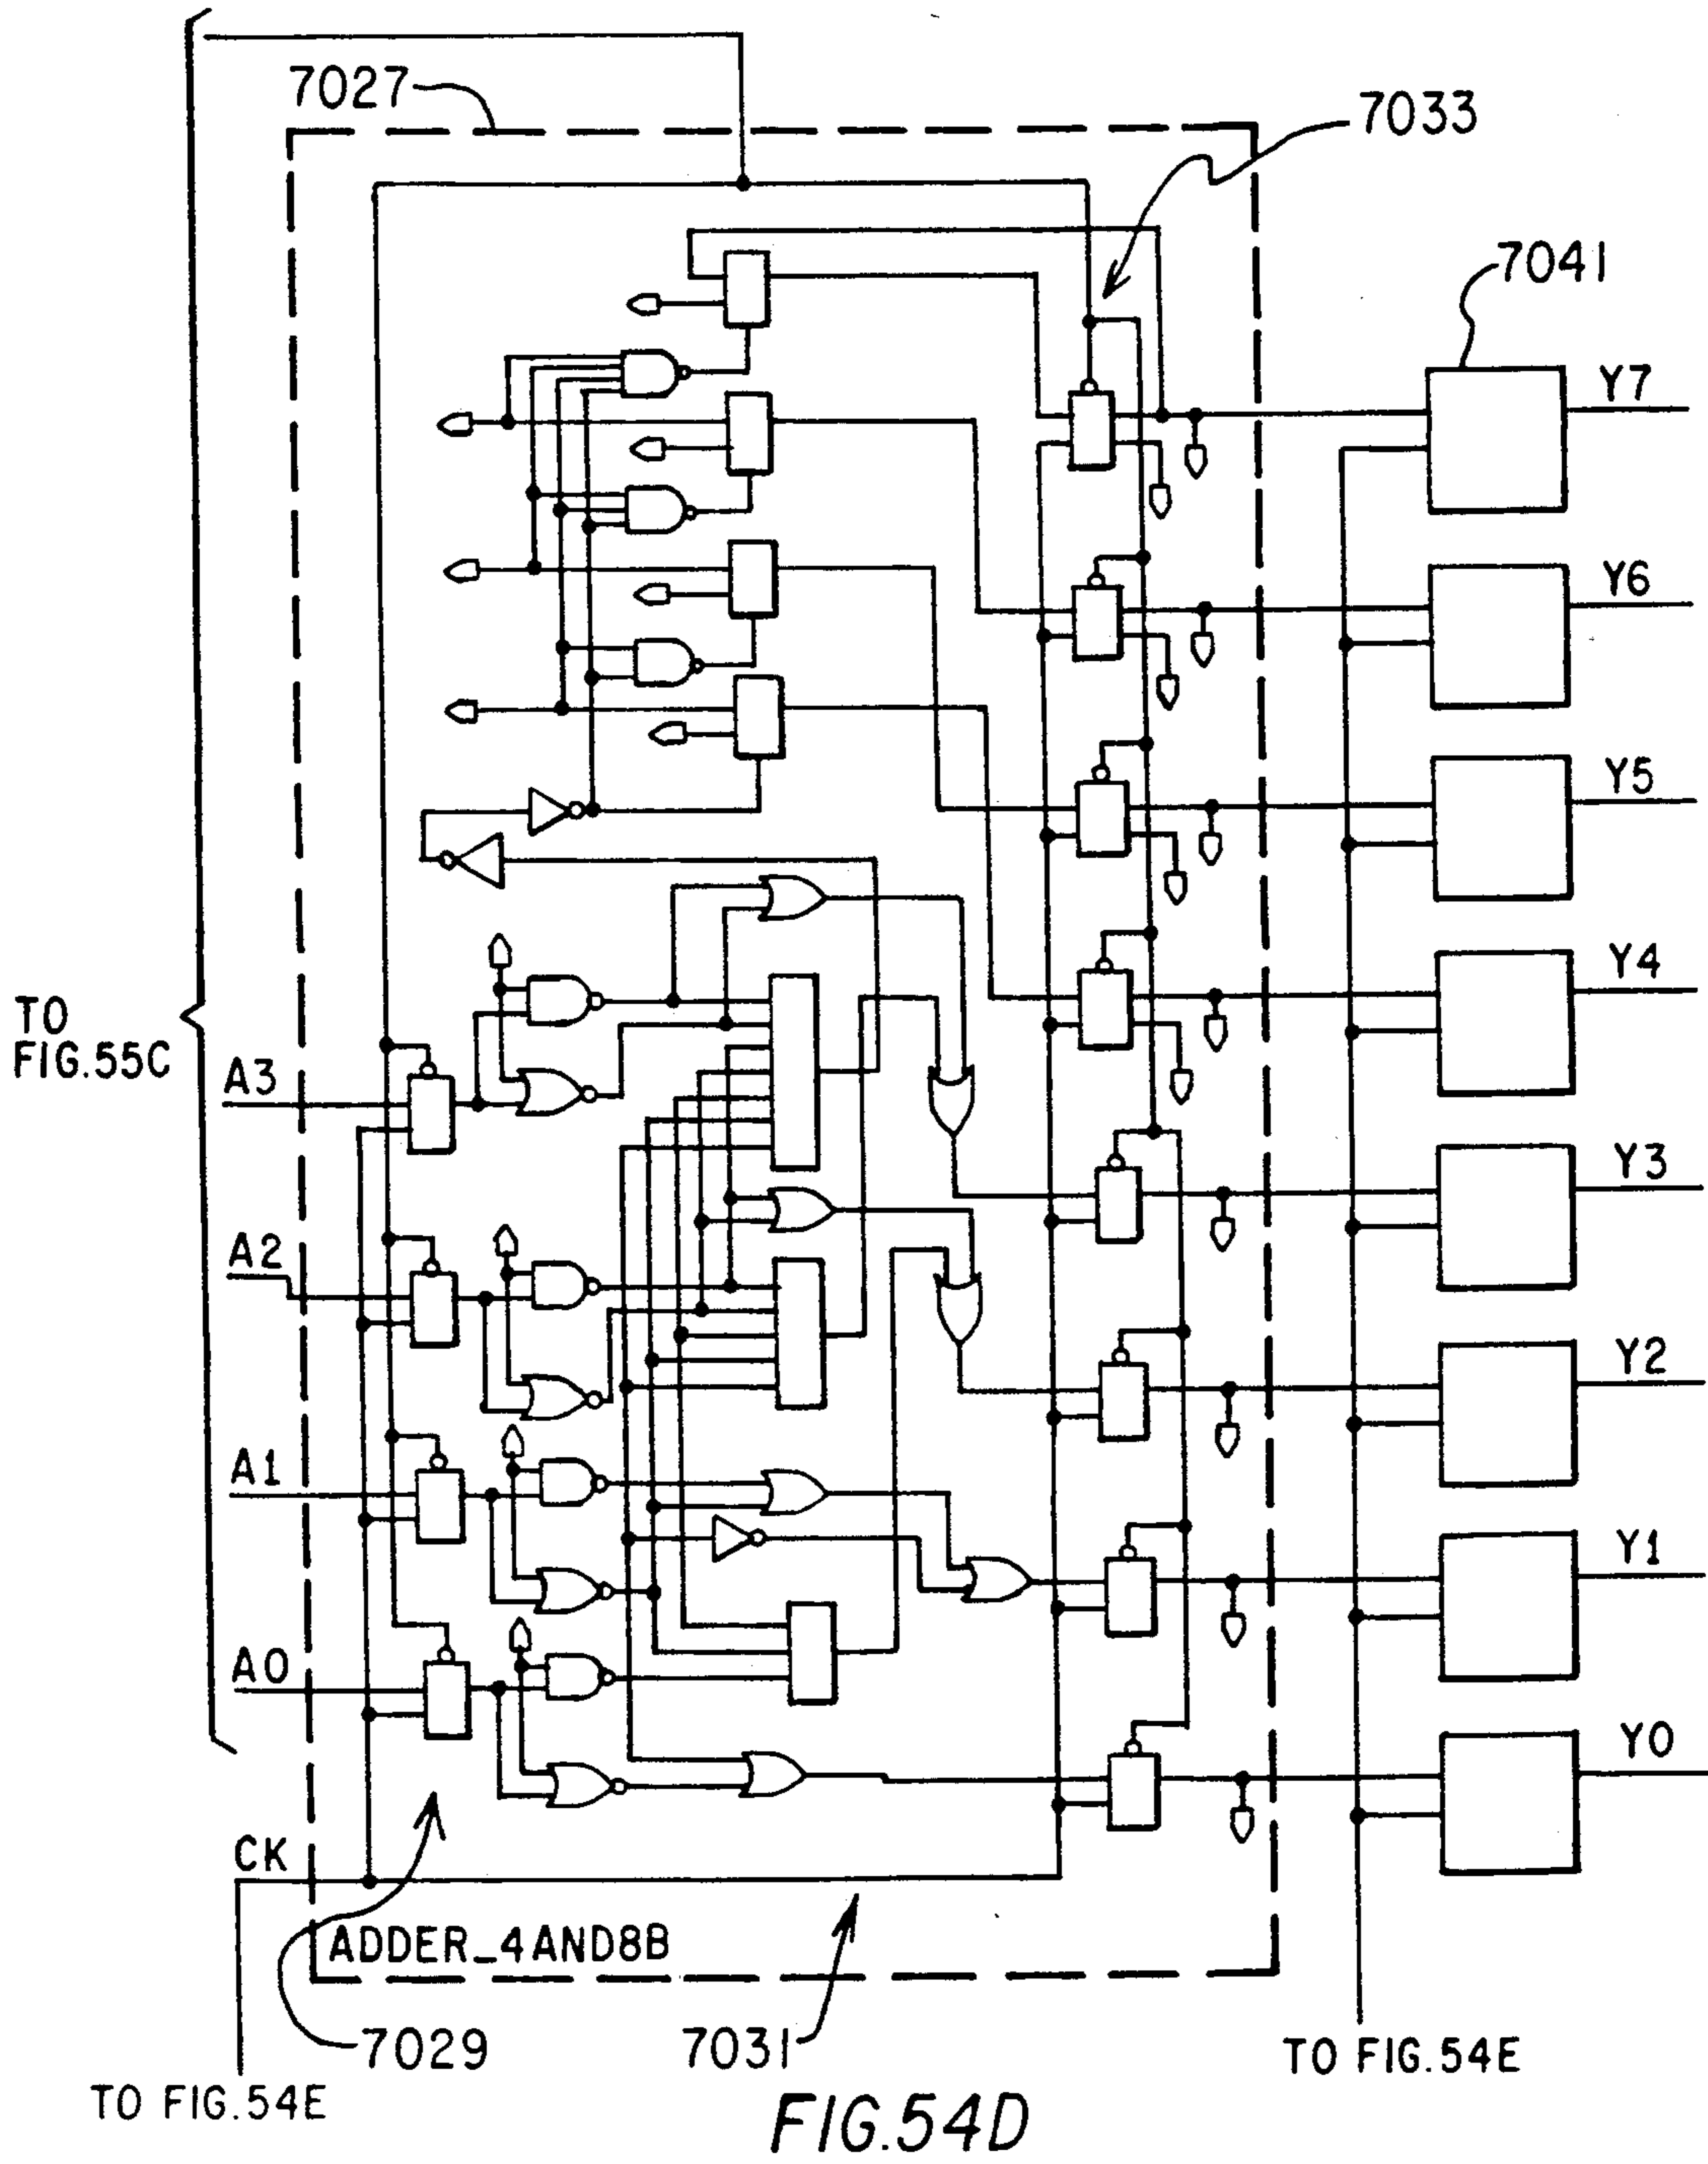 7027
7033
7041
Y7
Y6
Y5
Y4
TO
FIG.55C
A3
Y3
A2
Y2
A1
Y1
A0
Y0
CK
ADDER_4AND8B
7029
7031
TO FIG.54E
TO FIG.54E
FIG.54D